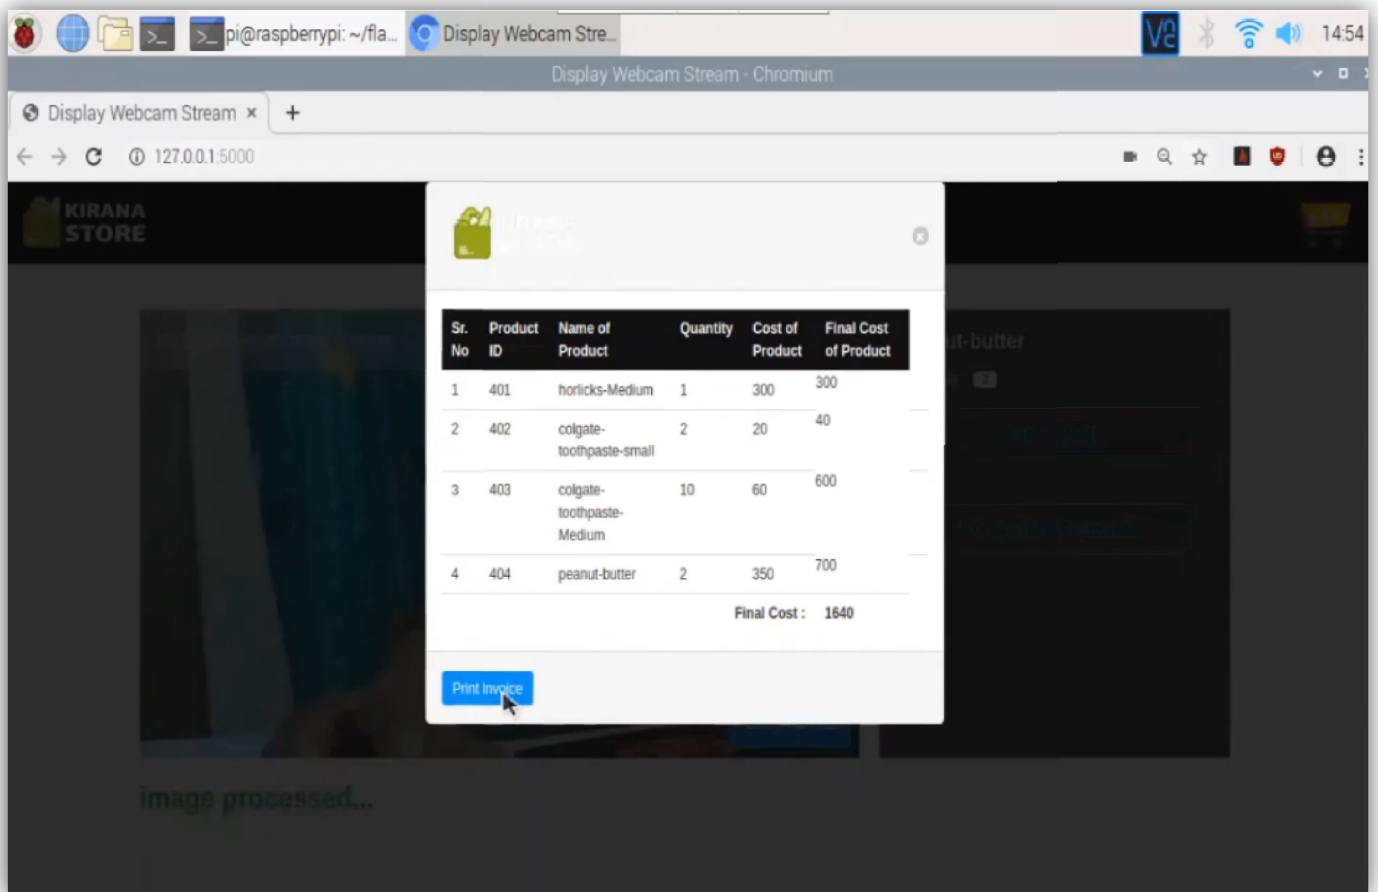 pi@raspberrypi: ~/fla...
Display Webcam Stre...
14:54
Display Webcam Stream - Chromium
Display Webcam Stream
127.0.0.1:5000
KIRANA
STORE
Sr. No Product ID Name of Product Quantity Cost of Product Final Cost of Product
1 401 horlicks-Medium 1 300 300
2 402 colgate-toothpaste-small 2 20 40
3 403 colgate-toothpaste-Medium 10 60 600
4 404 peanut-butter 2 350 700
Final Cost : 1640
Print Invoice
ut-butter
2
image processed...